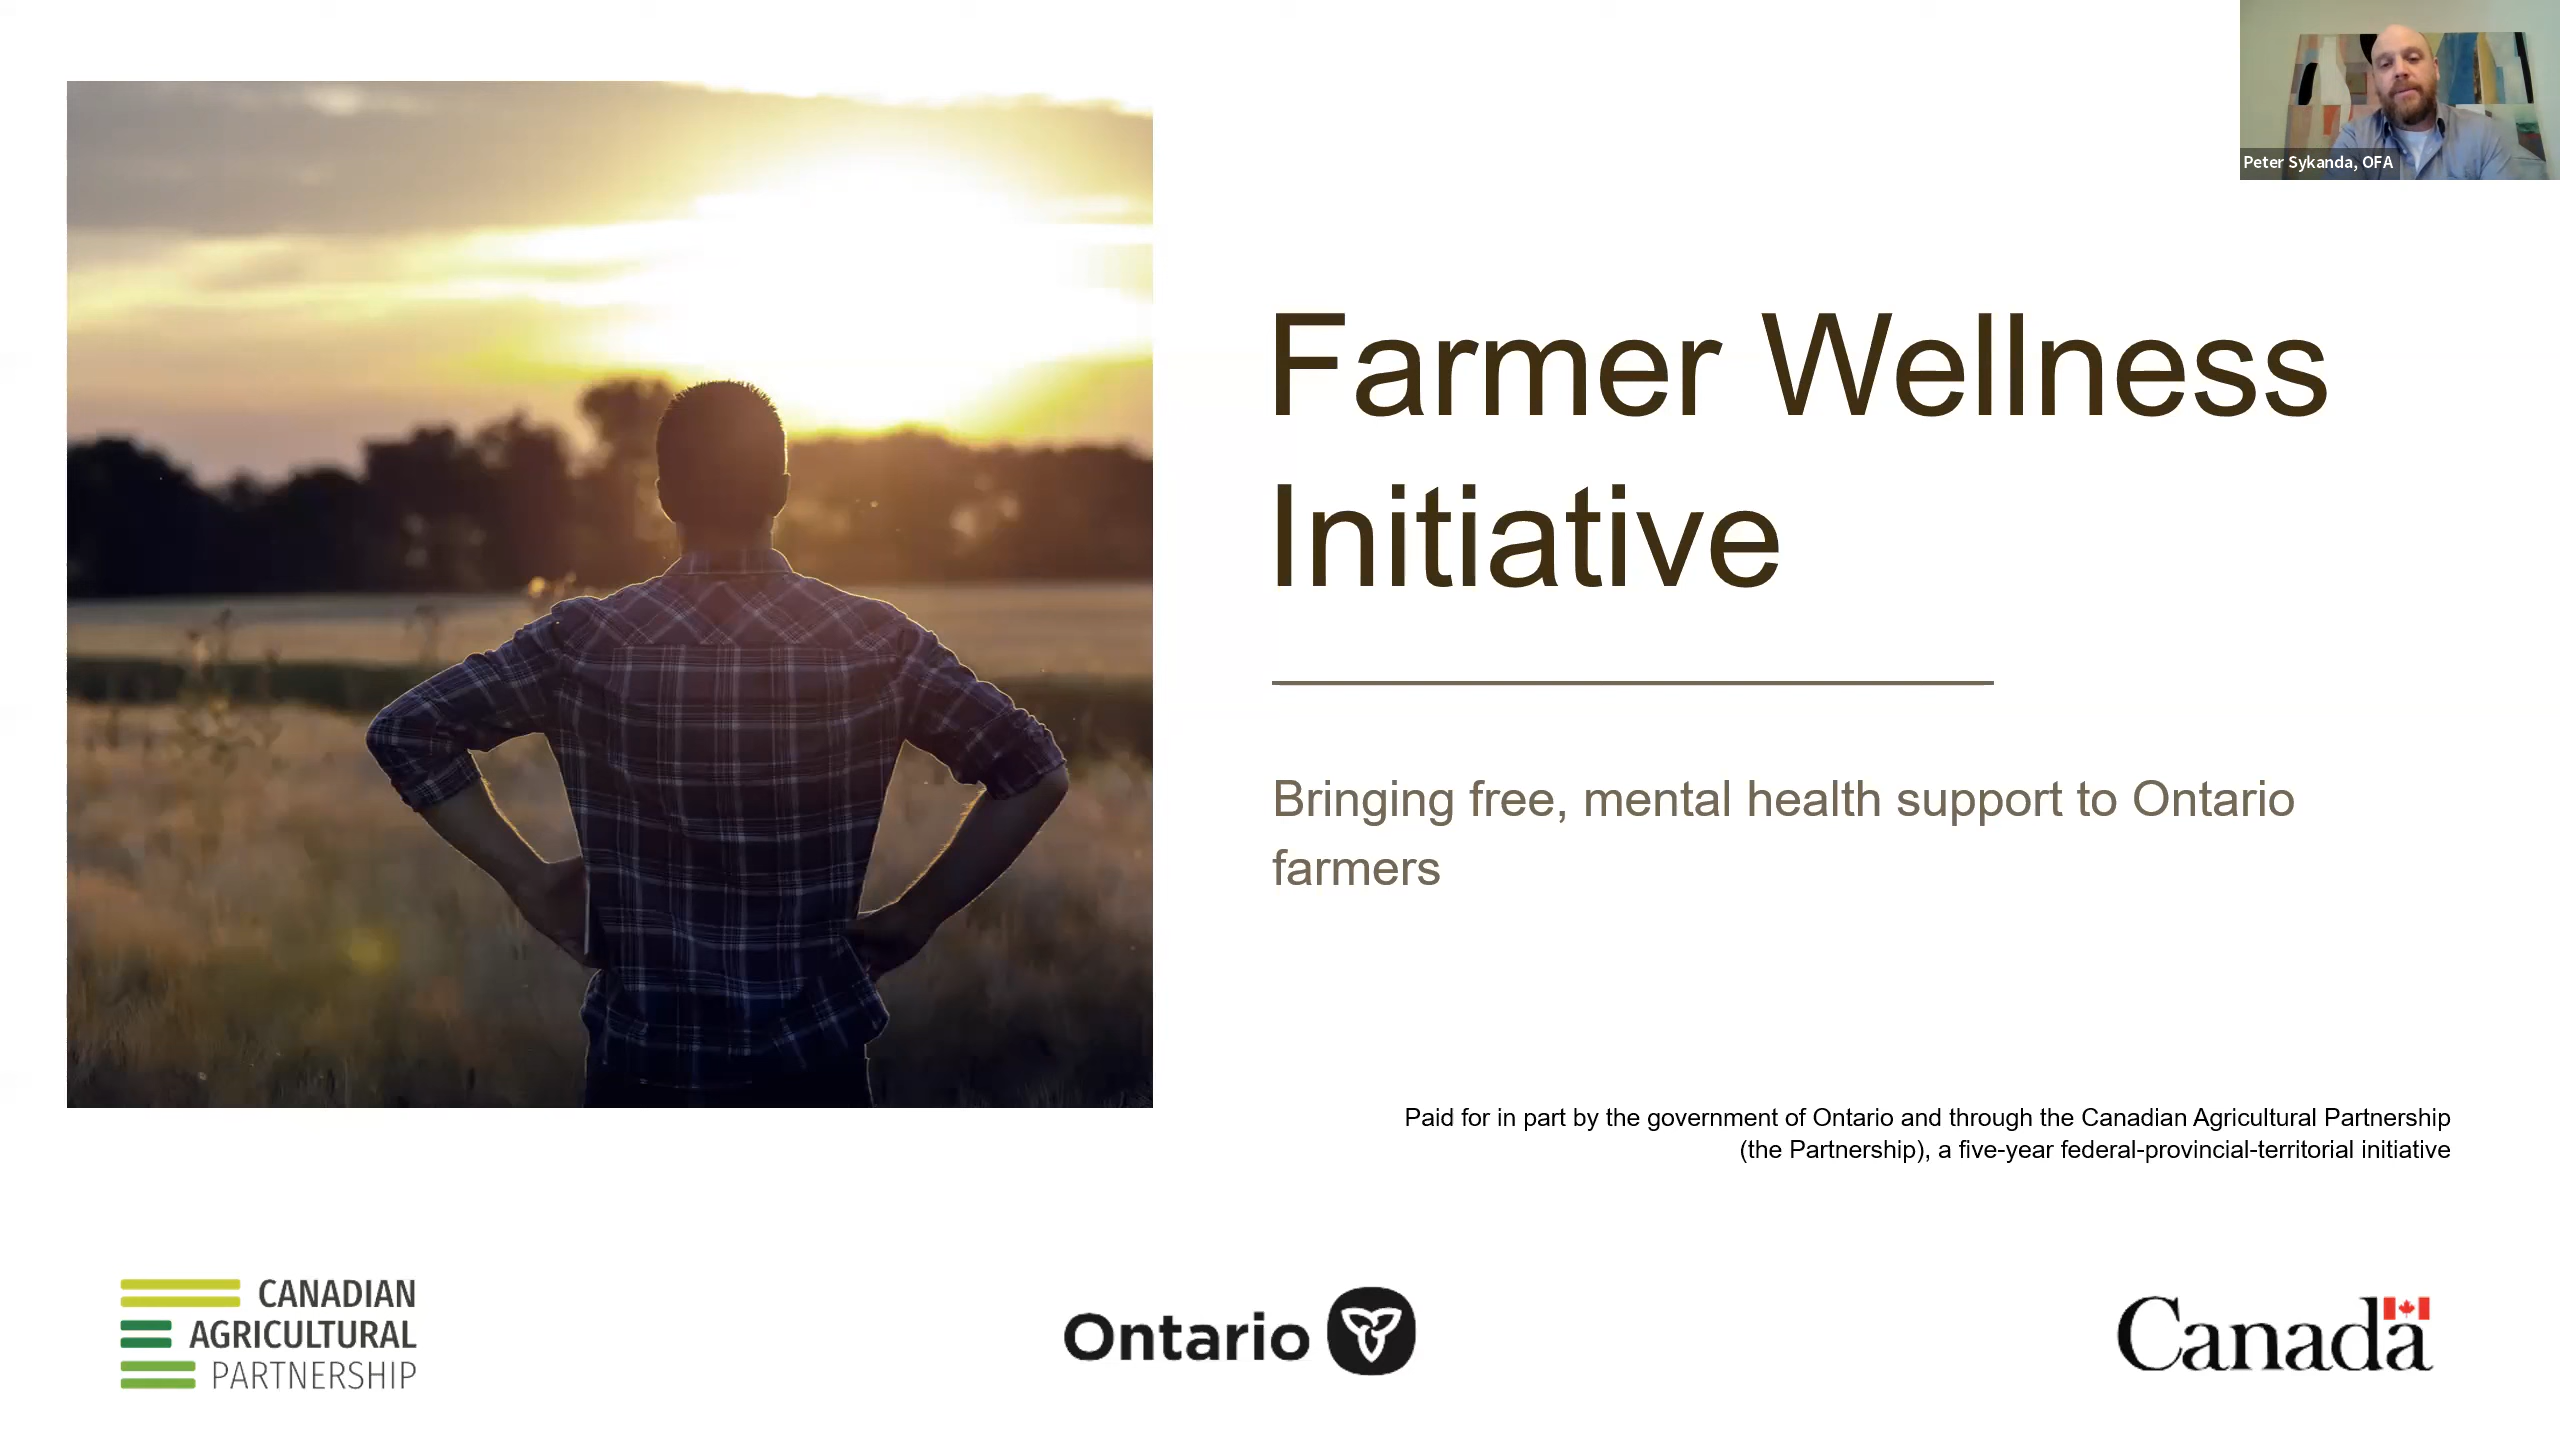 Peter Sykanda, OFA
Farmer Wellness
Initiative
Bringing free, mental health support to Ontario
farmers
Paid for in part by the government of Ontario and through the Canadian Agricultural Partnership
(the Partnership), a five-year federal-provincial-territorial initiative
CANADIAN
AGRICULTURAL
PARTNERSHIP
Ontario
Canada